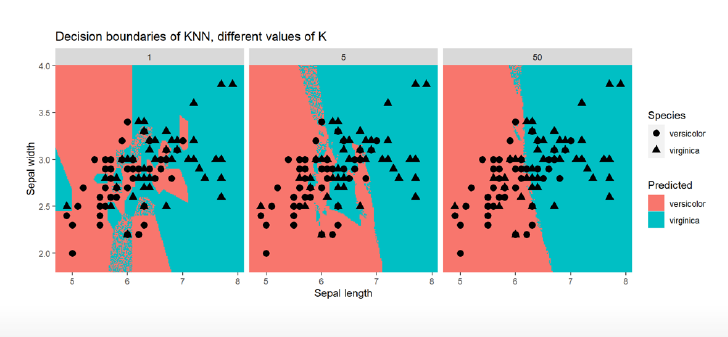 Decision boundaries of KNN, different values of K
1 5 50
Sepal width
4.0
3.5
3.0
2.5
2.0
5 6 7 8 5 6 7 8 5 6 7 8
Sepal length
Species
versicolor
virginica
Predicted
versicolor
virginica